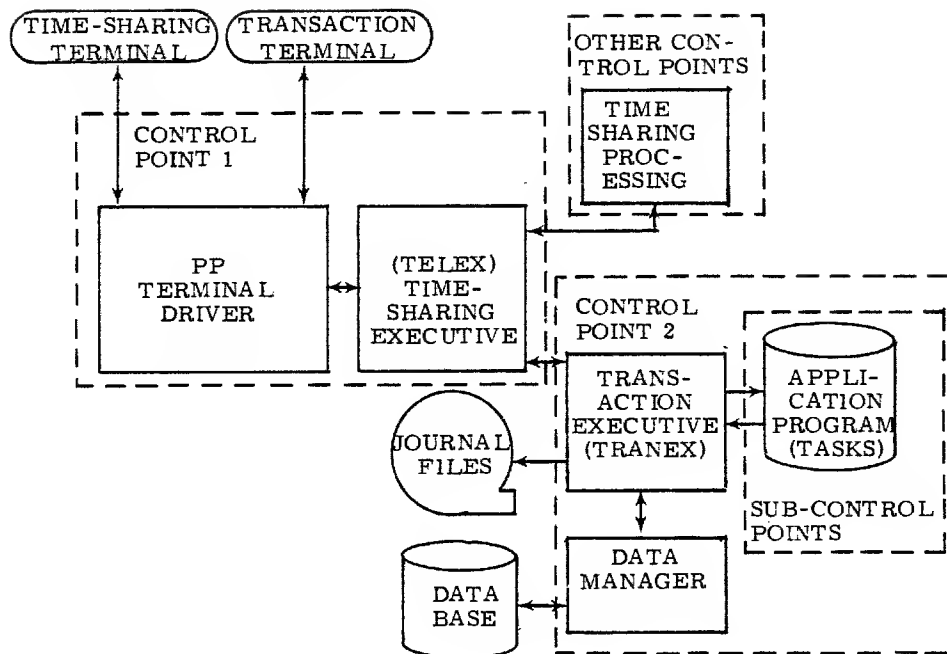 TIME-SHARING
TERMINAL
TRANSACTION
TERMINAL
OTHER CON-
TROL POINTS
TIME
SHARING
PROC-
ESSING
CONTROL
POINT 1
PP
TERMINAL
DRIVER
(TELEX)
TIME-
SHARING
EXECUTIVE
CONTROL
POINT 2
TRANS-
ACTION
EXECUTIVE
(TRANEX)
APPLI-
CATION
PROGRAM
(TASKS)
SUB-CONTROL
POINTS
JOURNAL
FILES
DATA
MANAGER
DATA
BASE